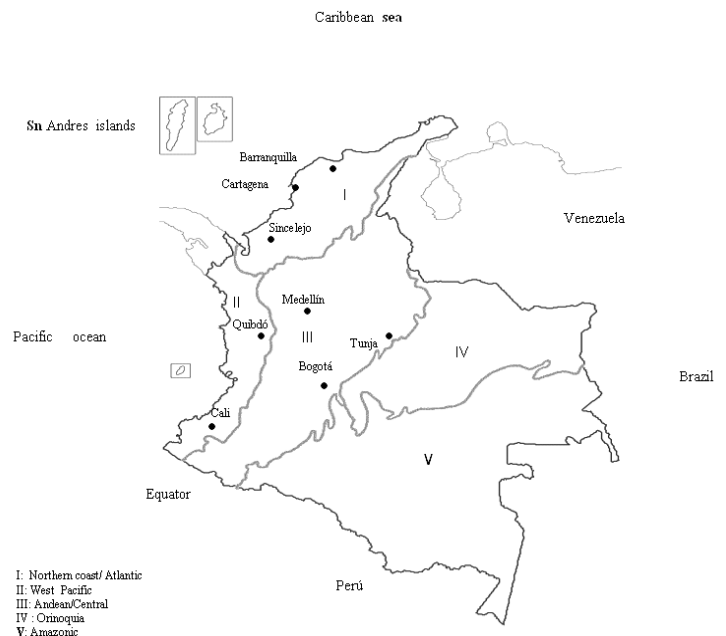 Caribbean sea
Sn Andres islands
Barranquilla
Cartagena
I
Venezuela
Sincelejo
II
Medellín
Pacific ocean
Quibdó
III
Tunja
IV
Bogotá
Brazil
Cali
V
Equator
Perú
I: Northern coast/ Atlantic
II: West Pacific
III: Andean/Central
IV : Orinoquia
V: Amazonic